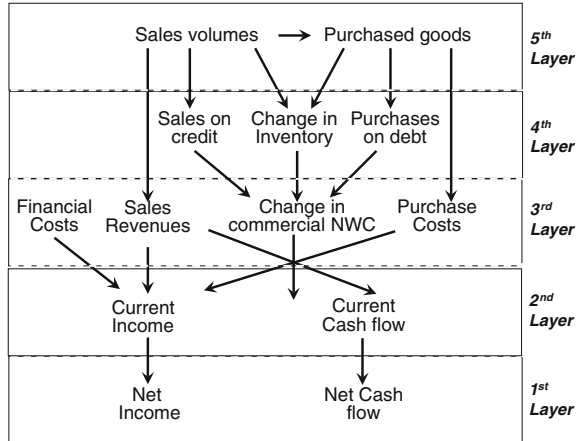 Sales volumes
Purchased goods
5th
Layer
Sales on
credit
Change in
Inventory
Purchases
on debt
4th
Layer
Financial
Costs
Sales
Revenues
Change in
commercial NWC
Purchase
Costs
3rd
Layer
Current
Income
Current
Cash flow
2nd
Layer
Net
Income
Net Cash
flow
1st
Layer